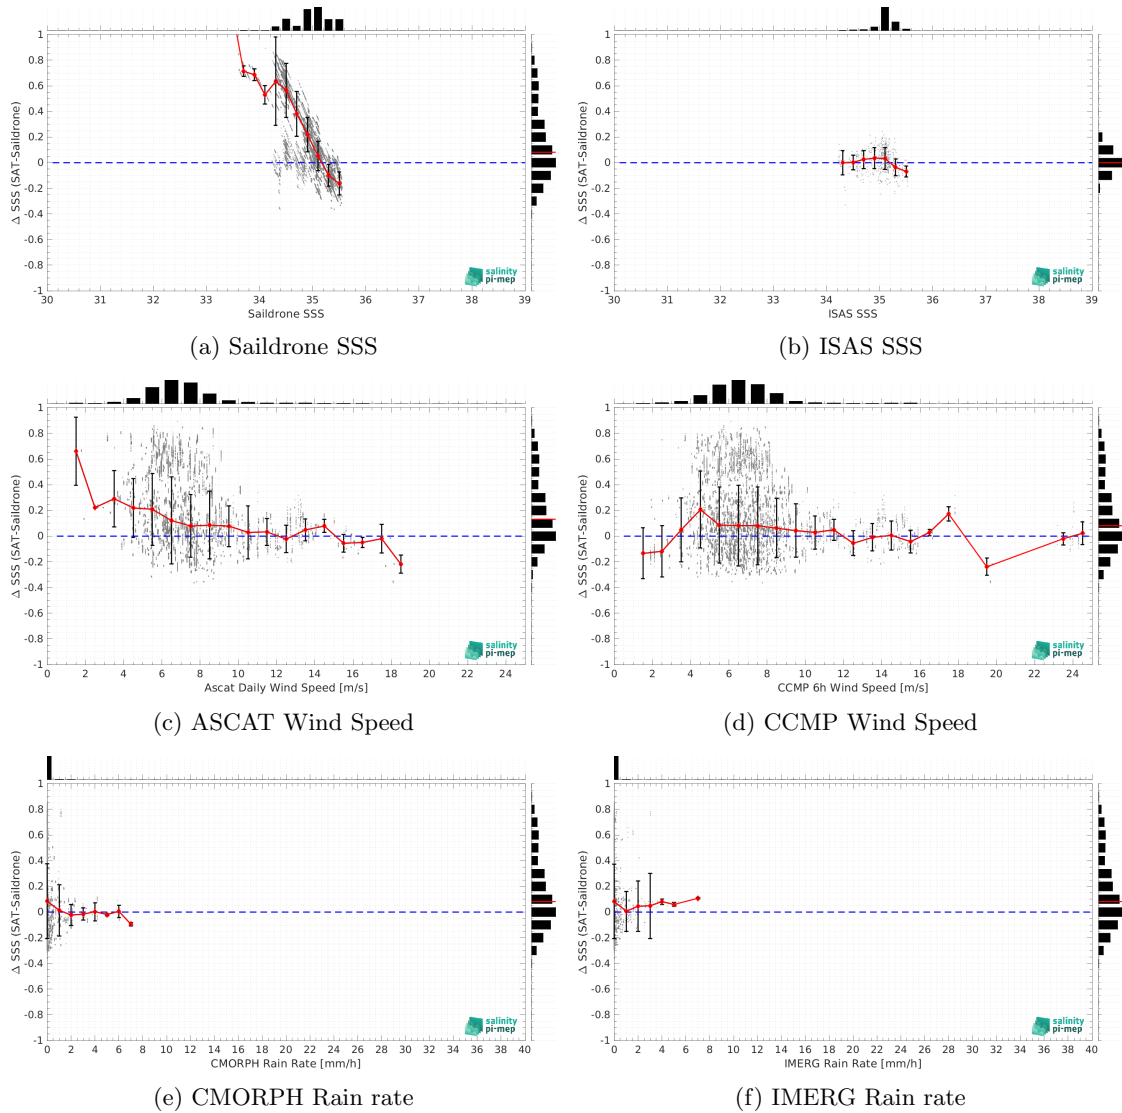 1
0.8
0.6
0.4
0.2
0
-0.2
-0.4
-0.6
-0.8
-1
Δ SSS (SAT-Saildrone)
30 31 32 33 34 35 36 37 38 39
Saildrone SSS
salinity
pi-mep
(a) Saildrone SSS
1
0.8
0.6
0.4
0.2
0
-0.2
-0.4
-0.6
-0.8
-1
Δ SSS (SAT-Saildrone)
30 31 32 33 34 35 36 37 38 39
ISAS SSS
salinity
pi-mep
(b) ISAS SSS
1
0.8
0.6
0.4
0.2
0
-0.2
-0.4
-0.6
-0.8
-1
Δ SSS (SAT-Saildrone)
0 2 4 6 8 10 12 14 16 18 20 22 24
Ascat Daily Wind Speed [m/s]
salinity
pi-mep
(c) ASCAT Wind Speed
1
0.8
0.6
0.4
0.2
0
-0.2
-0.4
-0.6
-0.8
-1
Δ SSS (SAT-Saildrone)
0 2 4 6 8 10 12 14 16 18 20 22 24
CCMP 6h Wind Speed [m/s]
salinity
pi-mep
(d) CCMP Wind Speed
1
0.8
0.6
0.4
0.2
0
-0.2
-0.4
-0.6
-0.8
-1
Δ SSS (SAT-Saildrone)
0 2 4 6 8 10 12 14 16 18 20 22 24 26 28 30 32 34 36 38 40
CMORPH Rain Rate [mm/h]
salinity
pi-mep
(e) CMORPH Rain rate
1
0.8
0.6
0.4
0.2
0
-0.2
-0.4
-0.6
-0.8
-1
Δ SSS (SAT-Saildrone)
0 2 4 6 8 10 12 14 16 18 20 22 24 26 28 30 32 34 36 38 40
IMERG Rain Rate [mm/h]
salinity
pi-mep
(f) IMERG Rain rate